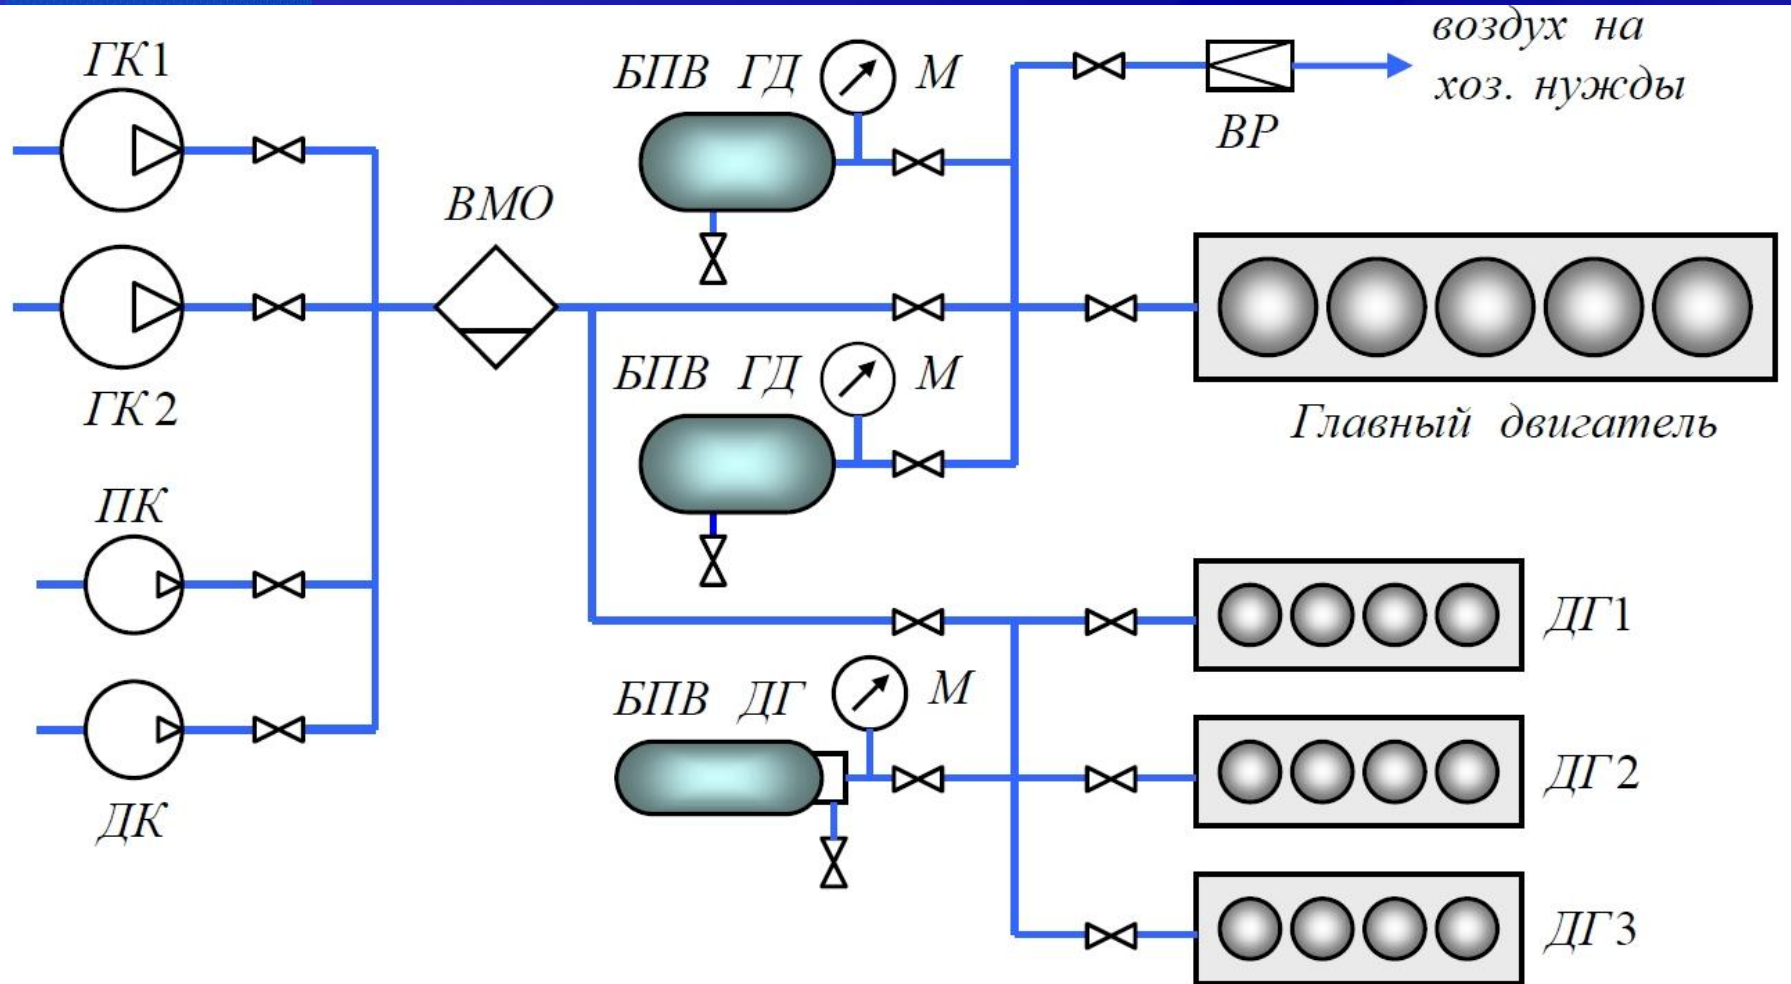 ГК1
ГК2
ПК
ДК
ВМО
БПВ ГД М
БПВ ГД М
БПВ ДГ М
воздух на
хоз. нужды
ВР
Главный двигатель
ДГ1
ДГ2
ДГ3